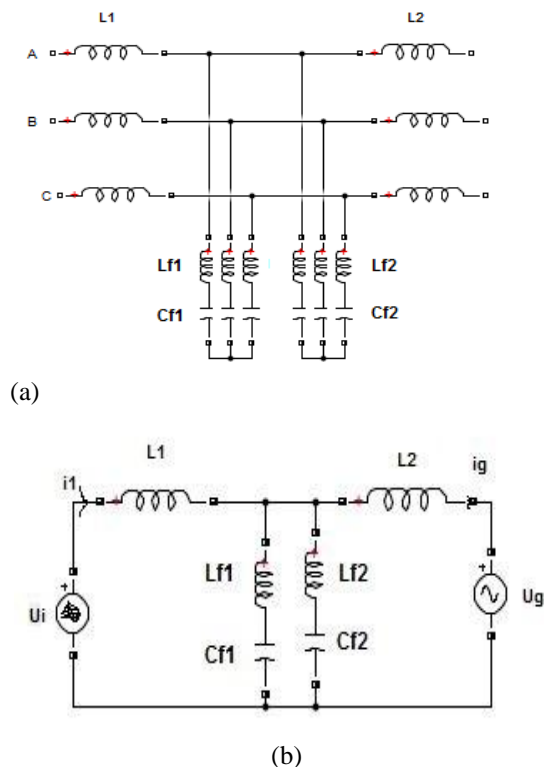 L1 L2
A
B
C
Lf1 Lf2
Cf1 Cf2
(a)
L1 L2
i1 ig
Lf1 Lf2
Ui + + Ug
Cf1 Cf2
(b)